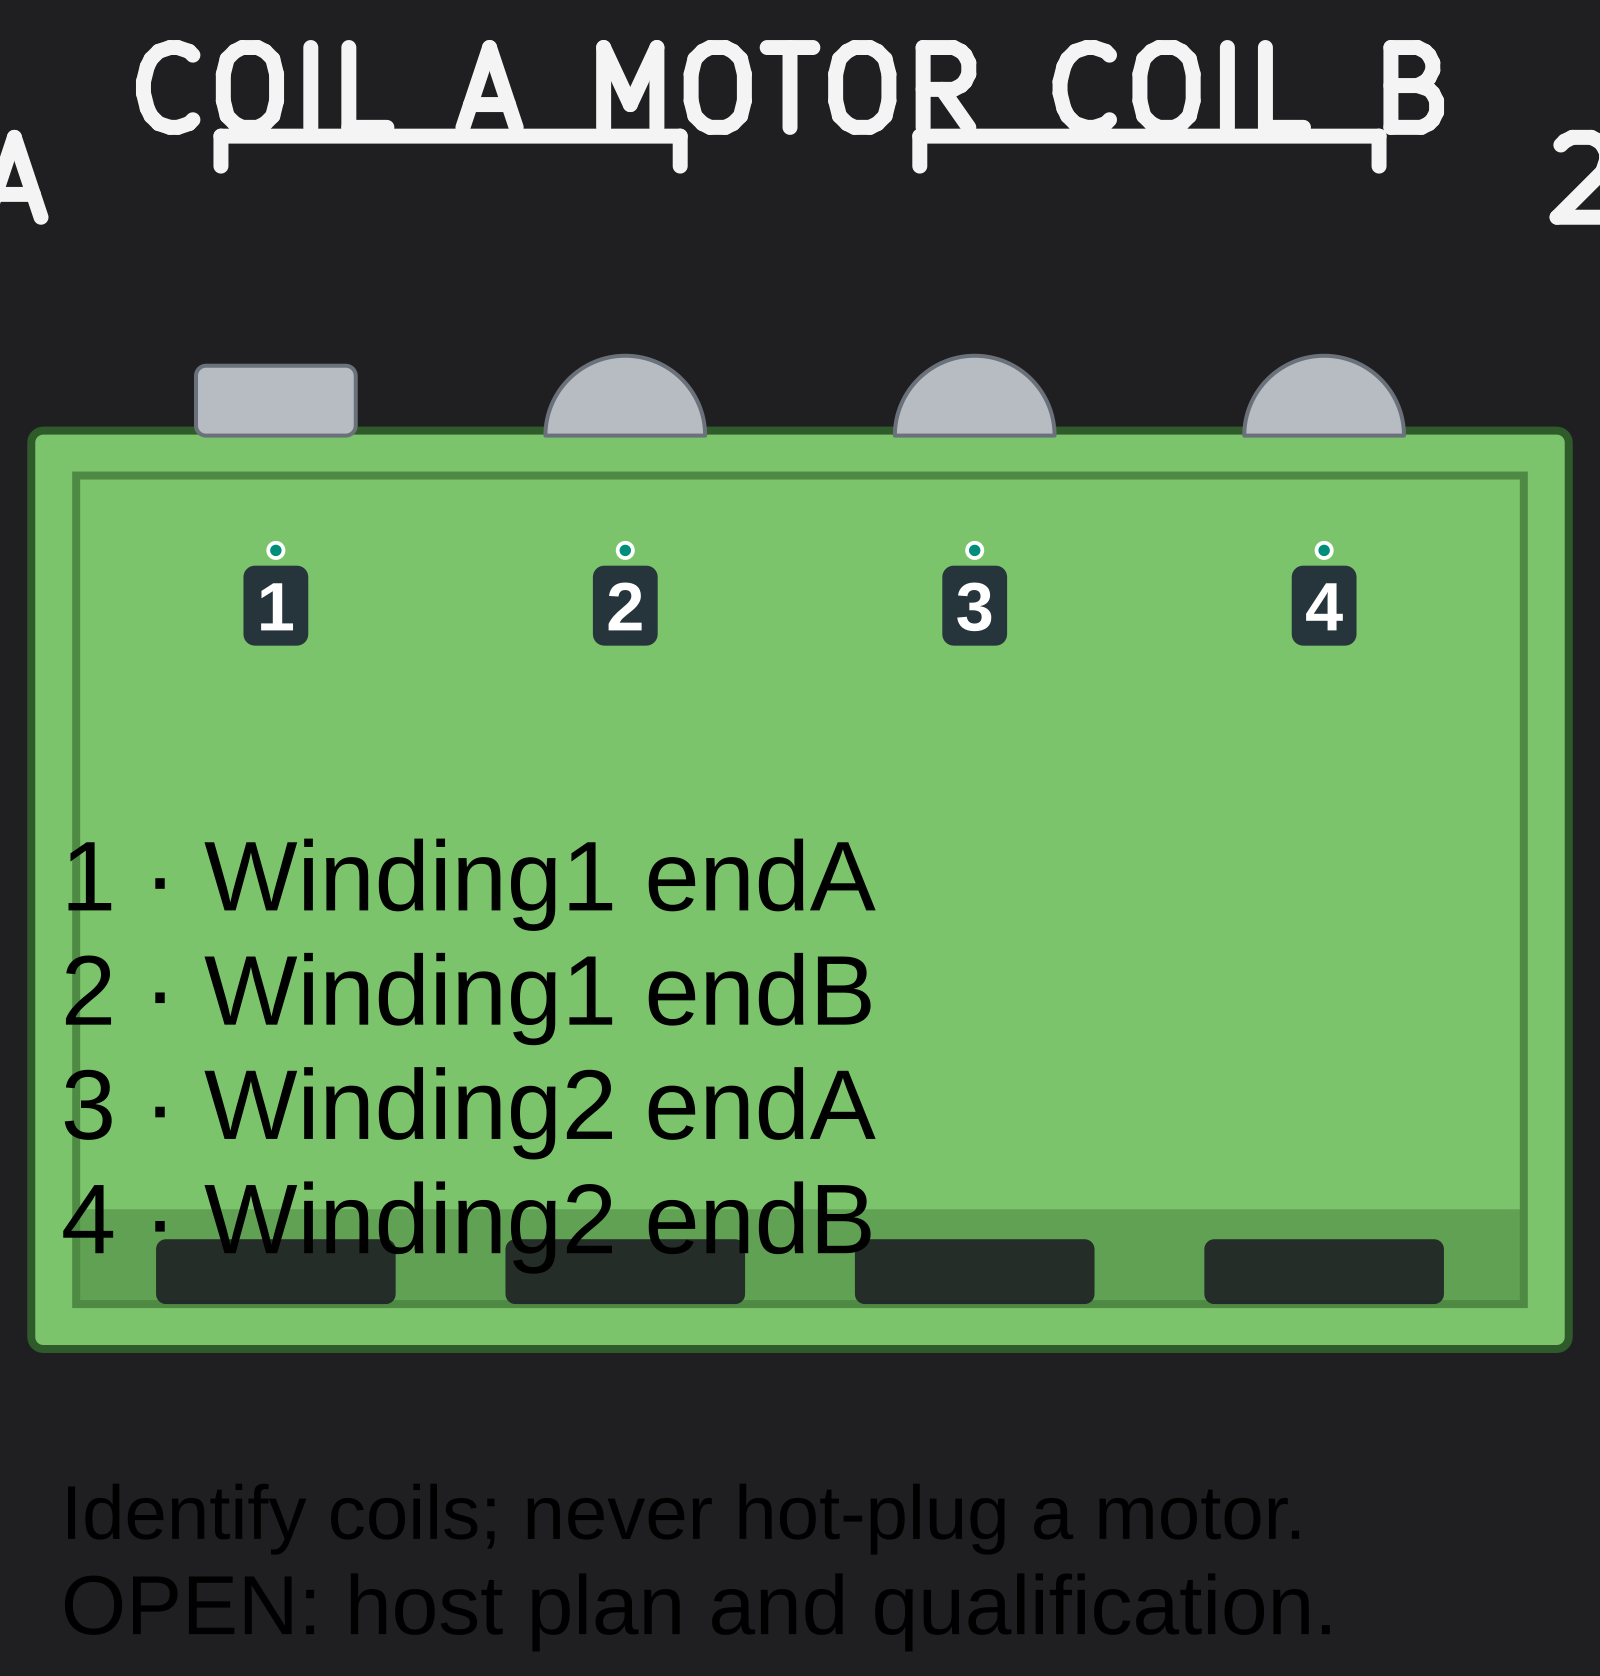 COIL A MOTOR COIL B
A 2
1 2 3 4
1 · Winding1 endA
2 · Winding1 endB
3 · Winding2 endA
4 · Winding2 endB
Identify coils; never hot-plug a motor.
OPEN: host plan and qualification.